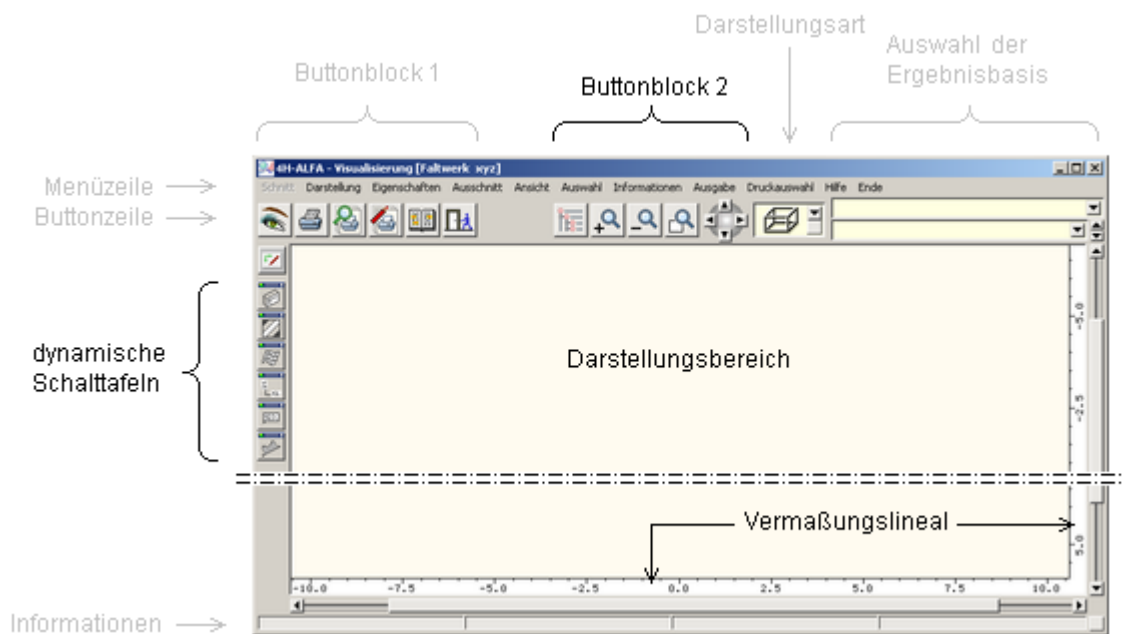 Darstellungsart
Auswahl der
Ergebnisbasis
Buttonblock 1
Buttonblock 2
4H-ALFA - Visualisierung [Faltwerk xyz]
Menüzeile
Schnitt Darstellung Eigenschaften Ausschnitt Ansicht Auswahl Informationen Ausgabe Druckauswahl Hilfe Ende
Buttonzeile
-5.0
dynamische
Schalttafeln
Darstellungsbereich
-2.5
Vermaßungslineal
5.0
-10.0 -7.5 -5.0 -2.5 0.0 2.5 5.0 7.5 10.0
Informationen